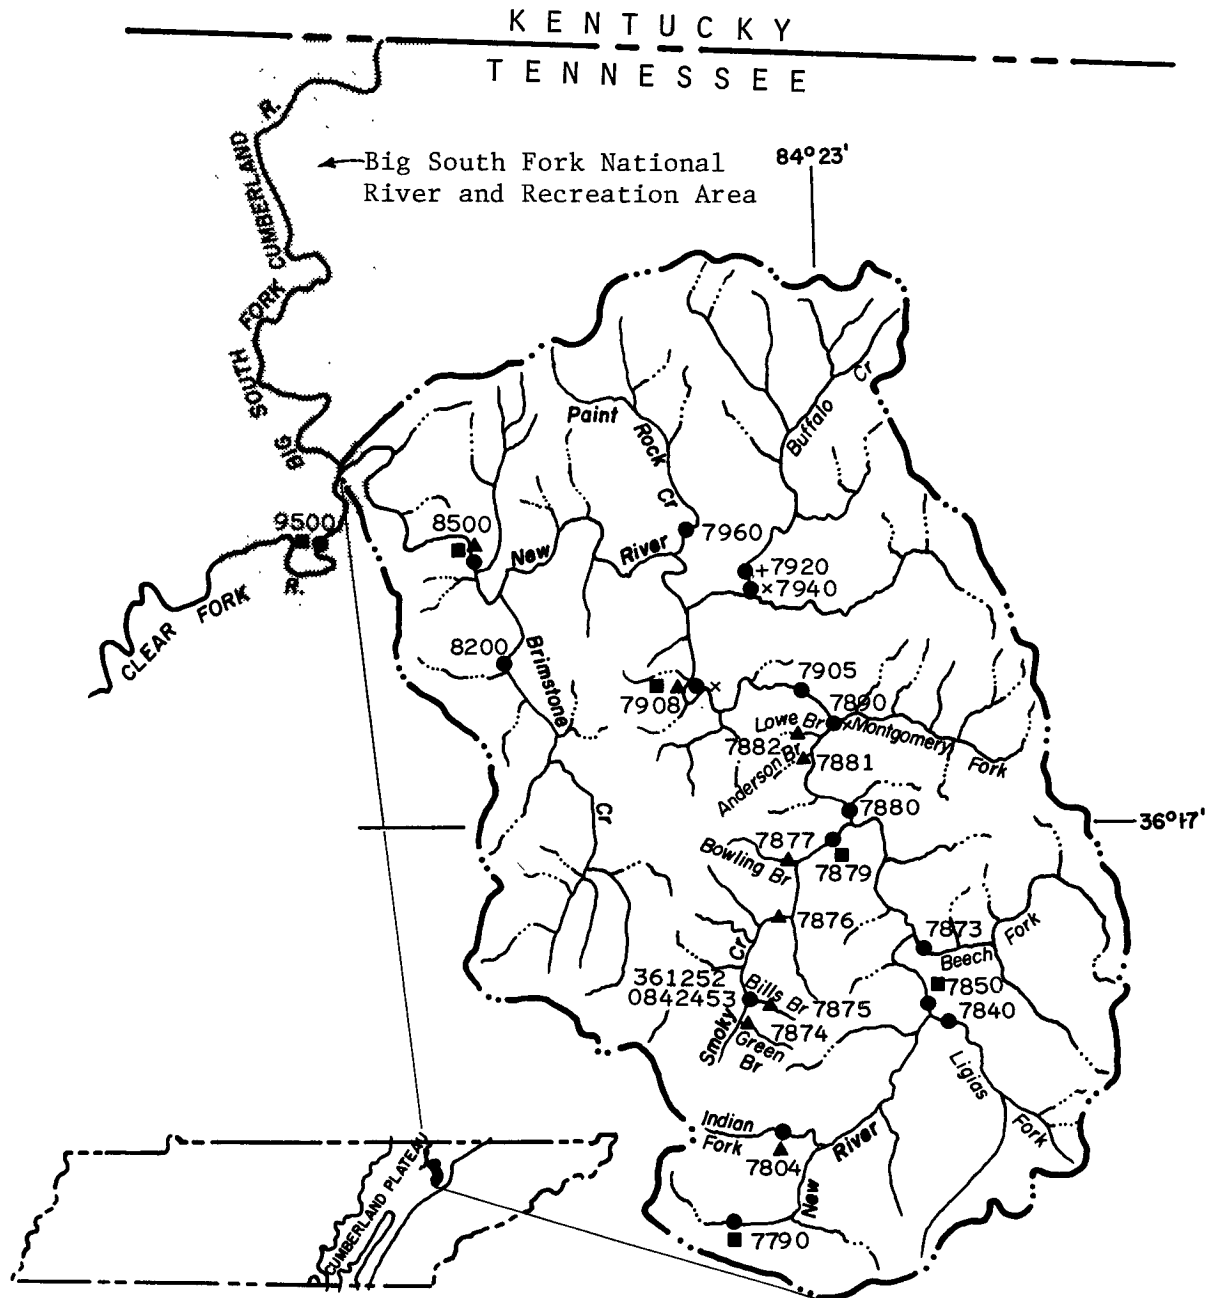 KENTUCKY
TENNESSEE
Big South Fork National
River and Recreation Area
84°23'
BIG SOUTH FORK CUMBERLAND R.
Paint Rock Cr
Buffalo Cr
9500
8500
New River
7960
+7920
×7940
CLEAR FORK R.
8200
Brimstone Cr
7905
7908
×
7890
Lowe Br
×Montgomery Fork
7882
7881
Anderson Br
7880
36°17'
7877
Bowling Br
7879
7876
7873
Beech Fork
Smoky Cr
361252
0842453
Bills Br
7875
7850
7840
7874
Green Br
Ligias Fork
Indian Fork
7804
New River
7790
CUMBERLAND PLATEAU